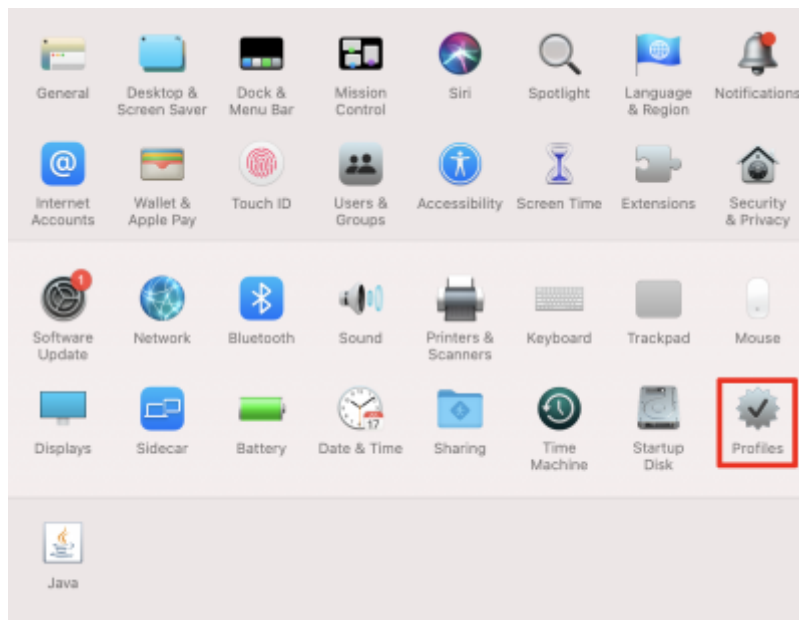 General
Desktop &
Screen Saver
Dock &
Menu Bar
Mission
Control
Siri
Spotlight
Language
& Region
Notifications
Internet
Accounts
Wallet &
Apple Pay
Touch ID
Users &
Groups
Accessibility
Screen Time
Extensions
Security
& Privacy
1
Software
Update
Network
Bluetooth
Sound
Printers &
Scanners
Keyboard
Trackpad
Mouse
Displays
Sidecar
Battery
17
Date & Time
Sharing
Time
Machine
Startup
Disk
Profiles
Java